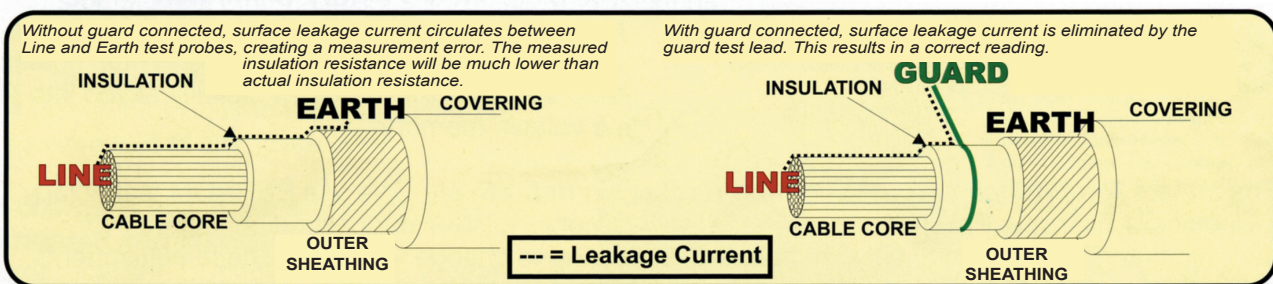 Without guard connected, surface leakage current circulates between
Line and Earth test probes, creating a measurement error. The measured
insulation resistance will be much lower than
actual insulation resistance.
INSULATION
EARTH
COVERING
LINE
CABLE CORE
OUTER
SHEATHING
With guard connected, surface leakage current is eliminated by the
guard test lead. This results in a correct reading.
GUARD
INSULATION
COVERING
EARTH
LINE
CABLE CORE
OUTER
SHEATHING
--- = Leakage Current